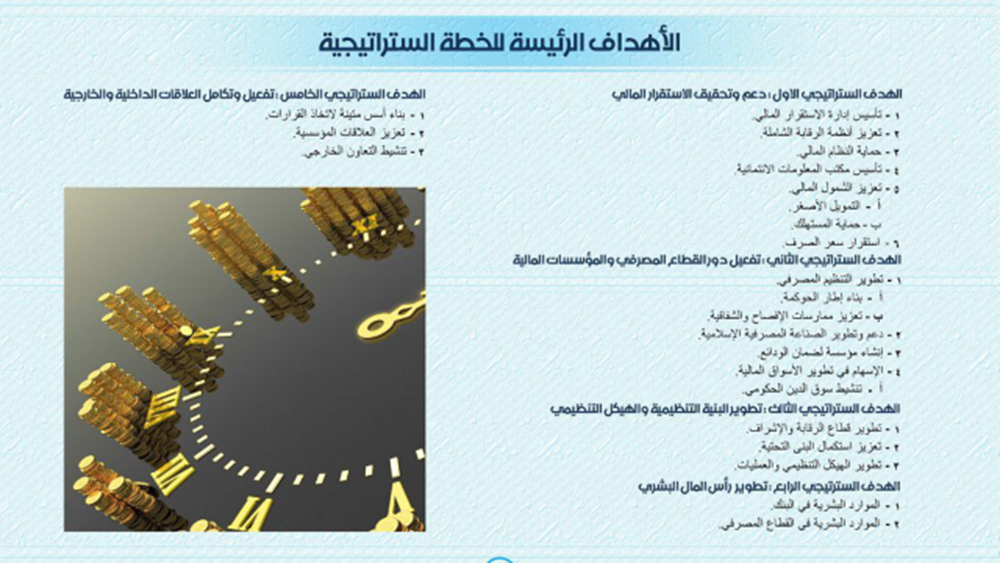 الأهداف الرئيسة للخطة الستراتيجية
الهدف الستراتيجي الاول : دعم وتحقيق الاستقرار المالي
١ - تأسيس إدارة الاستقرار المالي.
٢ - تعزيز أنظمة الرقابة الشاملة.
٣ - حماية النظام المالي.
٤ - تأسيس مكتب المعلومات الائتمانية.
٥ - تعزيز الشمول المالي.
أ - التمويل الأصغر.
ب - حماية المستهلك.
٦ - استقرار سعر الصرف.
الهدف الستراتيجي الثاني : تفعيل دور القطاع المصرفي والمؤسسات المالية
١ - تطوير التنظيم المصرفي.
أ - بناء إطار الحوكمة.
ب - تعزيز ممارسات الإفصاح والشفافية.
٢ - دعم وتطوير الصناعة المصرفية الإسلامية.
٣ - إنشاء مؤسسة لضمان الودائع.
٤ - الإسهام في تطوير الأسواق المالية.
أ - تنشيط سوق الدين الحكومي.
الهدف الستراتيجي الثالث : تطوير البنية التنظيمية والهيكل التنظيمي
١ - تطوير قطاع الرقابة والإشراف.
٢ - تعزيز استكمال البنى التحتية.
٣ - تطوير الهيكل التنظيمي والعمليات.
الهدف الستراتيجي الرابع : تطوير رأس المال البشري
١ - الموارد البشرية في البنك.
٢ - الموارد البشرية في القطاع المصرفي.
الهدف الستراتيجي الخامس : تفعيل وتكامل العلاقات الداخلية والخارجية
١ - بناء أسس متينة لاتخاذ القرارات.
٢ - تعزيز العلاقات المؤسسية.
٣ - تنشيط التعاون الخارجي.
XI
X
VIII
VII
VI
V